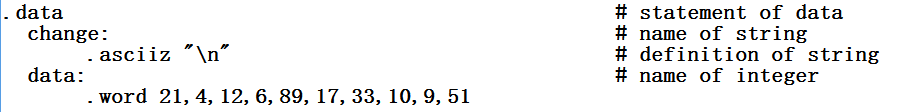 .data # statement of data
change: # name of string
.asciiz "\n" # definition of string
data: # name of integer
.word 21,4,12,6,89,17,33,10,9,51